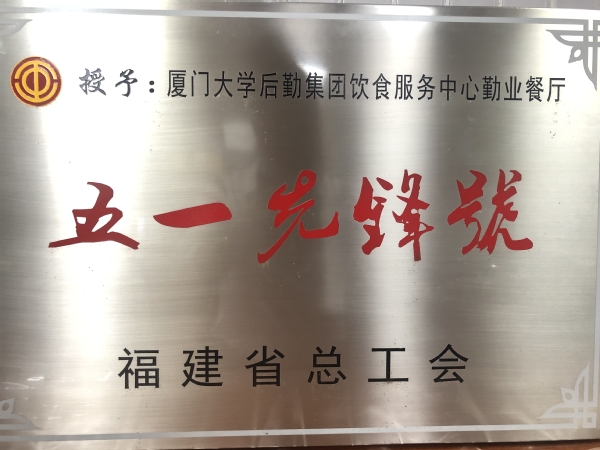 授予：厦门大学后勤集团饮食服务中心勤业餐厅
五一先锋號
福建省总工会